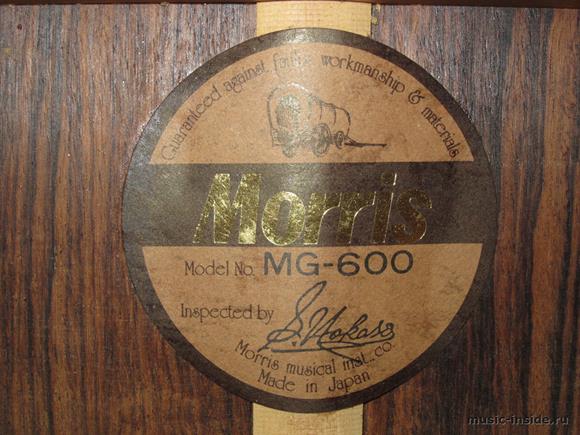 Guaranteed against faulty workmanship & materials
Morris
Model No. MG-600
Inspected by
Morris musical inst., co.
Made in Japan
music-inside.ru